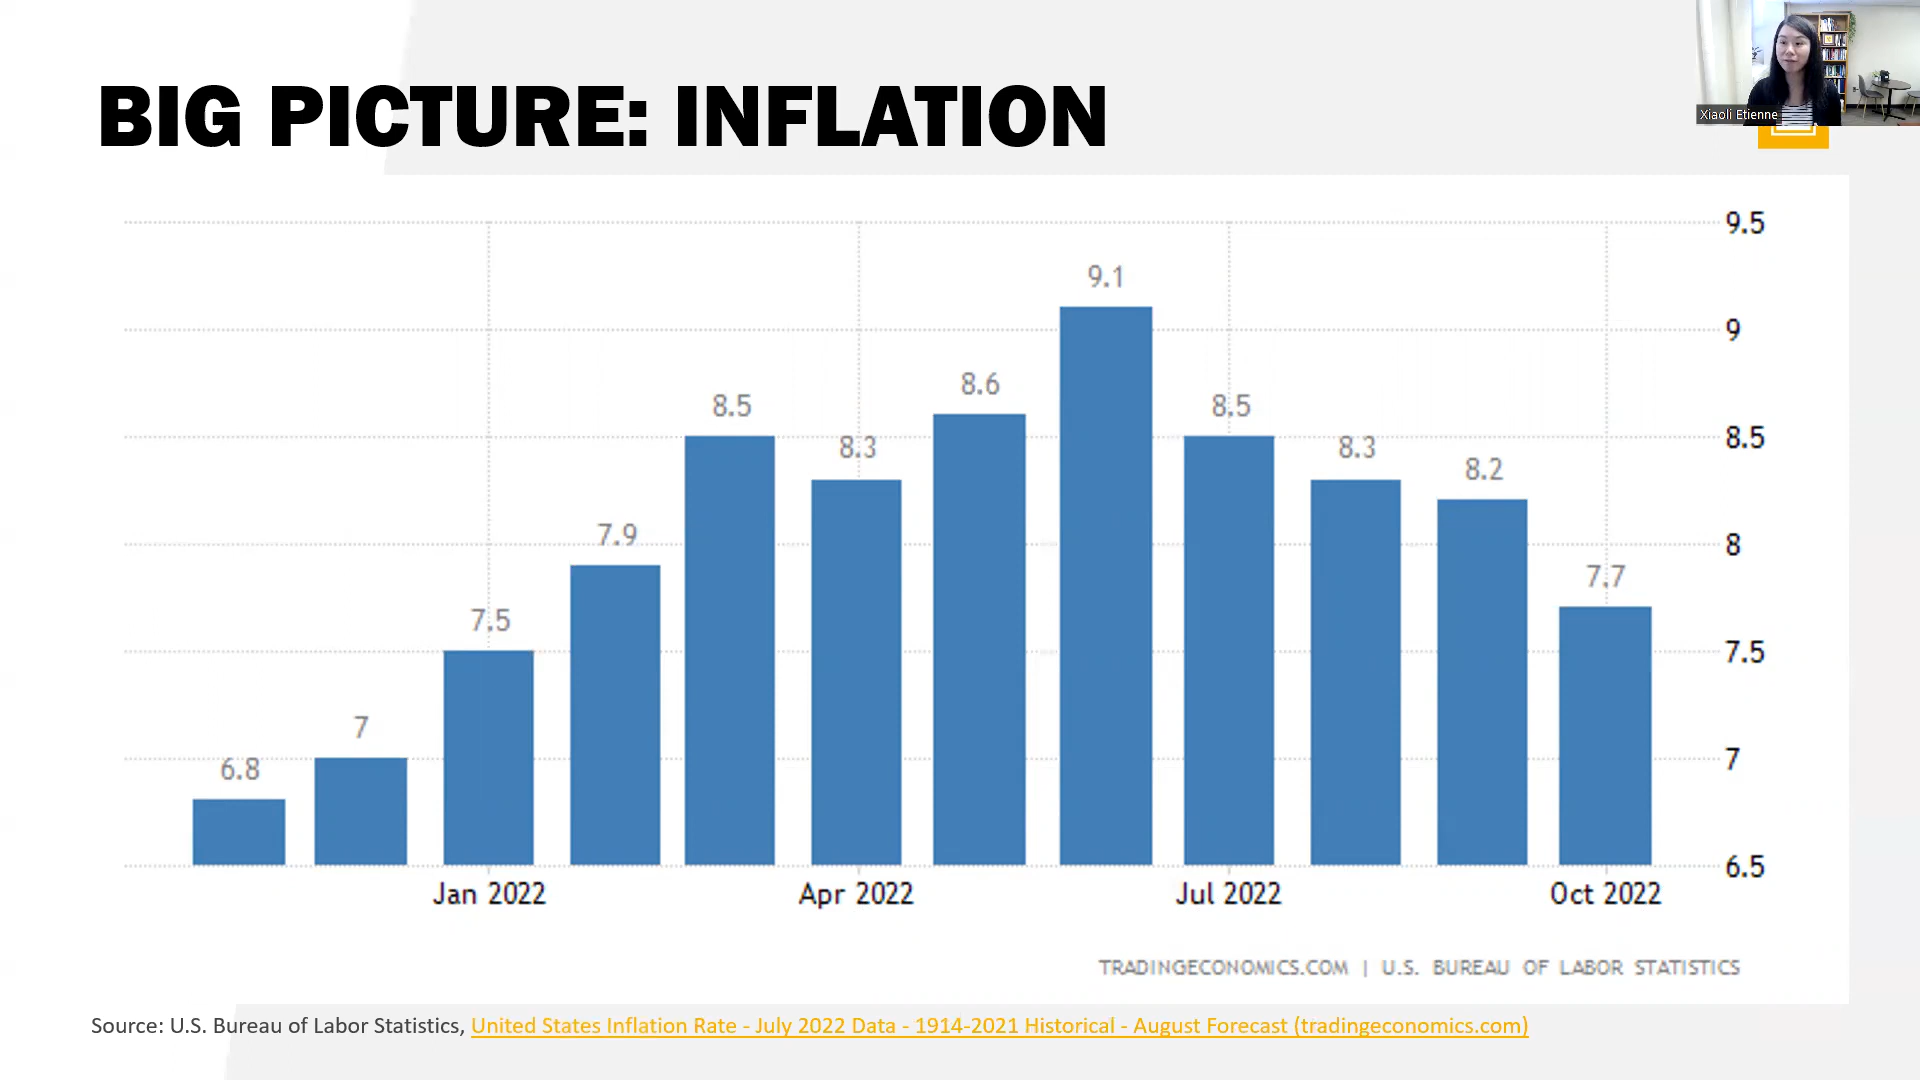 BIG PICTURE: INFLATION
Xiaoli Etienne
9.5
9
8.5
8
7.5
7
6.5
6.8
7
7.5
7.9
8.5
8.3
8.6
9.1
8.5
8.3
8.2
7.7
Jan 2022
Apr 2022
Jul 2022
Oct 2022
TRADINGECONOMICS.COM | U.S. BUREAU OF LABOR STATISTICS
Source: U.S. Bureau of Labor Statistics, United States Inflation Rate - July 2022 Data - 1914-2021 Historical - August Forecast (tradingeconomics.com)